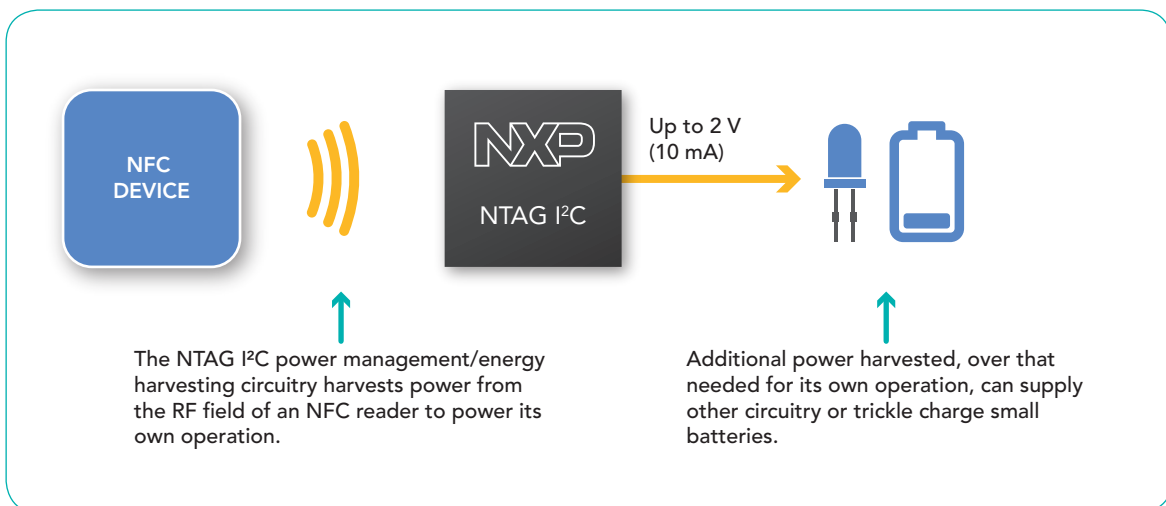 NFC
DEVICE
NXP
NTAG I²C
Up to 2 V
(10 mA)
The NTAG I²C power management/energy
harvesting circuitry harvests power from
the RF field of an NFC reader to power its
own operation.
Additional power harvested, over that
needed for its own operation, can supply
other circuitry or trickle charge small
batteries.